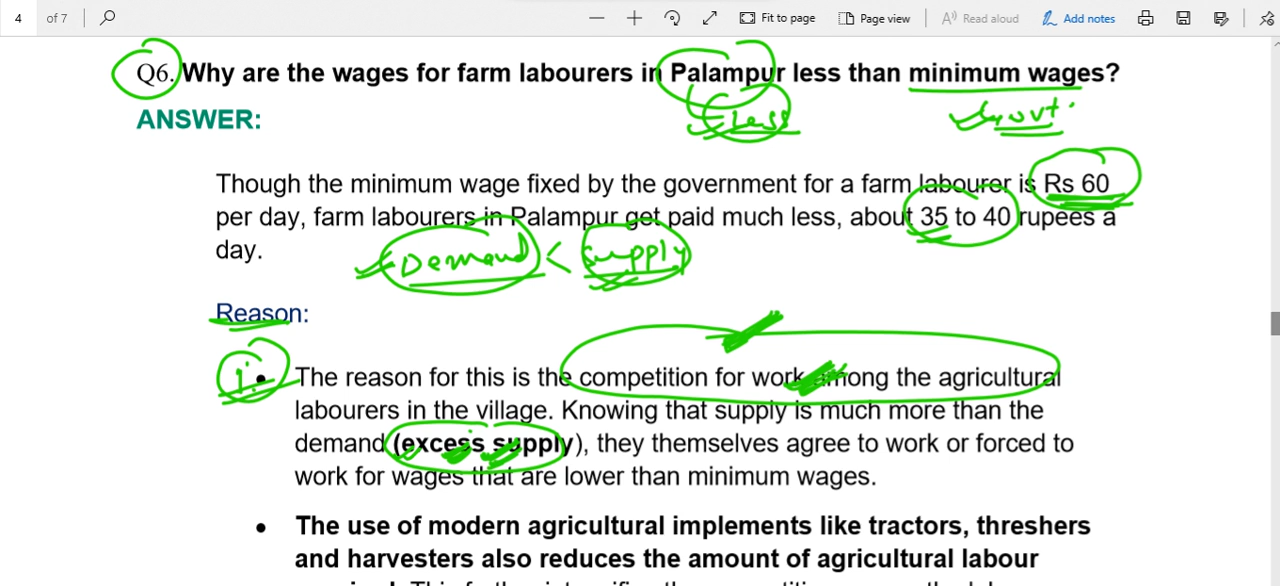 4 of 7 Fit to page Page view Read aloud Add notes
Q6. Why are the wages for farm labourers in Palampur less than minimum wages?
Less Govt.
ANSWER:
Though the minimum wage fixed by the government for a farm labourer is Rs 60
per day, farm labourers in Palampur get paid much less, about 35 to 40 rupees a
day.
Demand < supply
Reason:
1. The reason for this is the competition for work among the agricultural
labourers in the village. Knowing that supply is much more than the
demand (excess supply), they themselves agree to work or forced to
work for wages that are lower than minimum wages.
• The use of modern agricultural implements like tractors, threshers
and harvesters also reduces the amount of agricultural labour